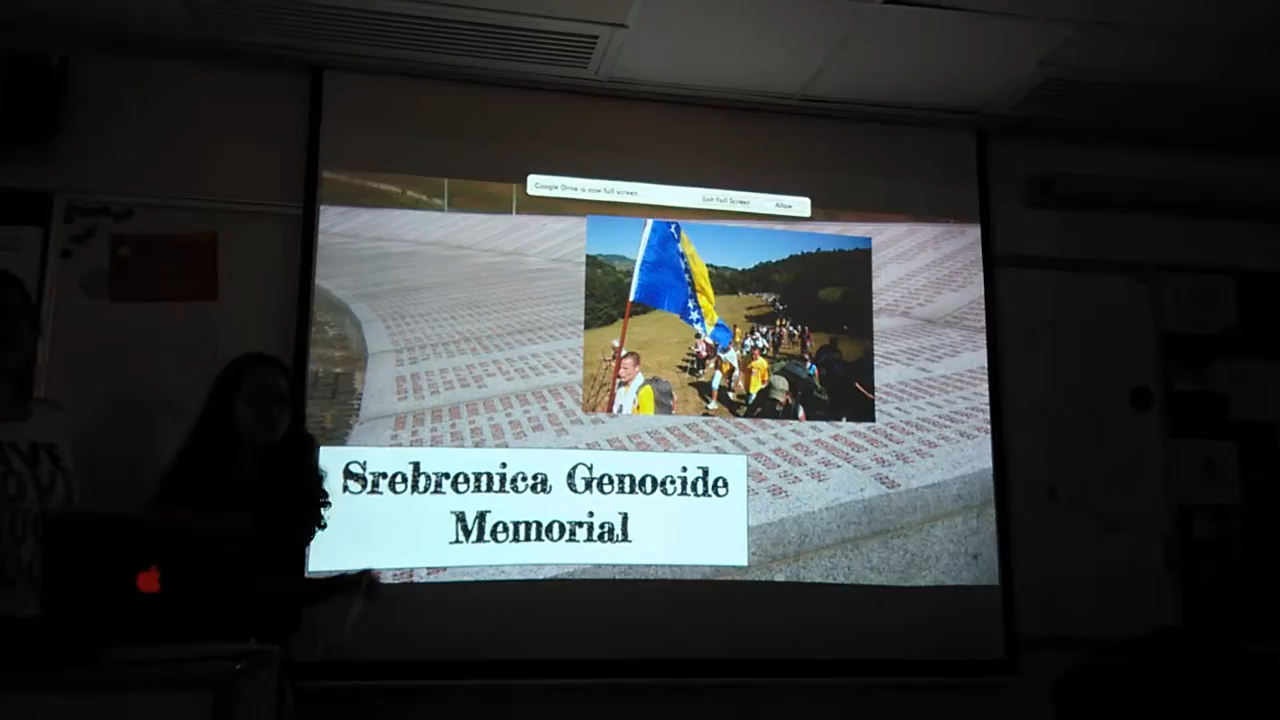 Google Drive is now full screen.
Exit Full Screen
Allow
Srebrenica Genocide
Memorial